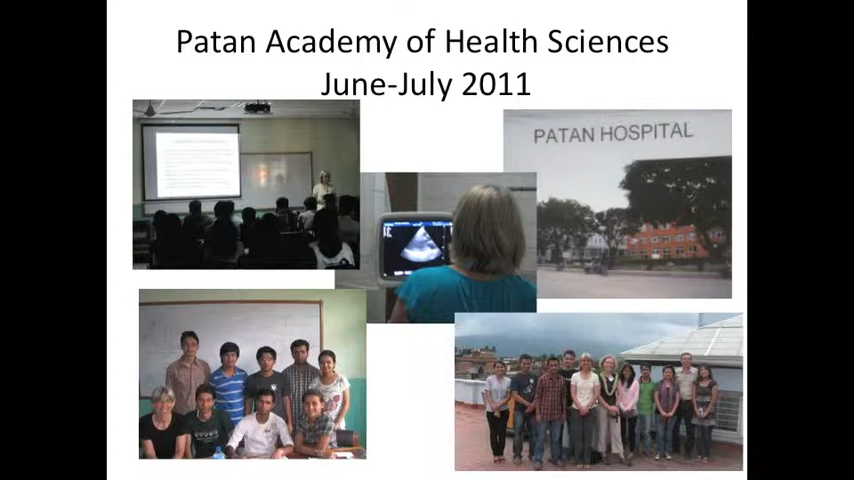 Patan Academy of Health Sciences
June-July 2011
PATAN HOSPITAL